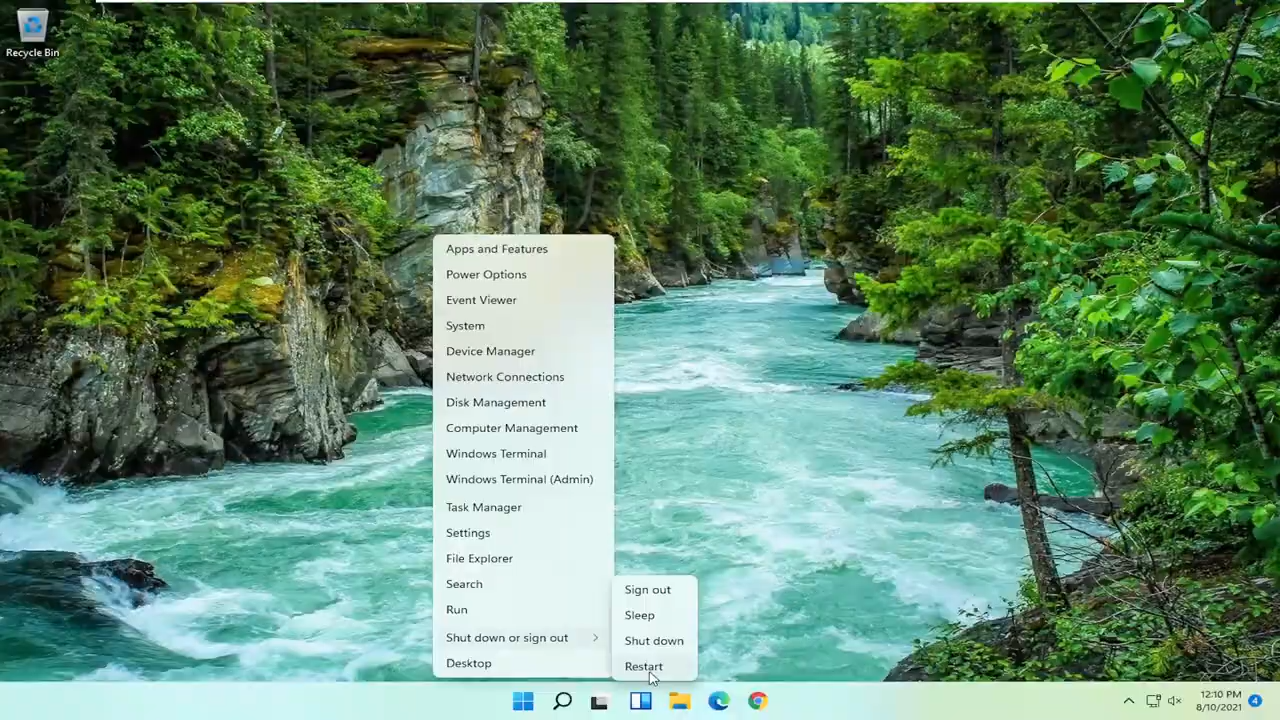 Recycle Bin
Apps and Features
Power Options
Event Viewer
System
Device Manager
Network Connections
Disk Management
Computer Management
Windows Terminal
Windows Terminal (Admin)
Task Manager
Settings
File Explorer
Search
Run
Shut down or sign out
Desktop
Sign out
Sleep
Shut down
Restart
12:10 PM
8/10/2021
4